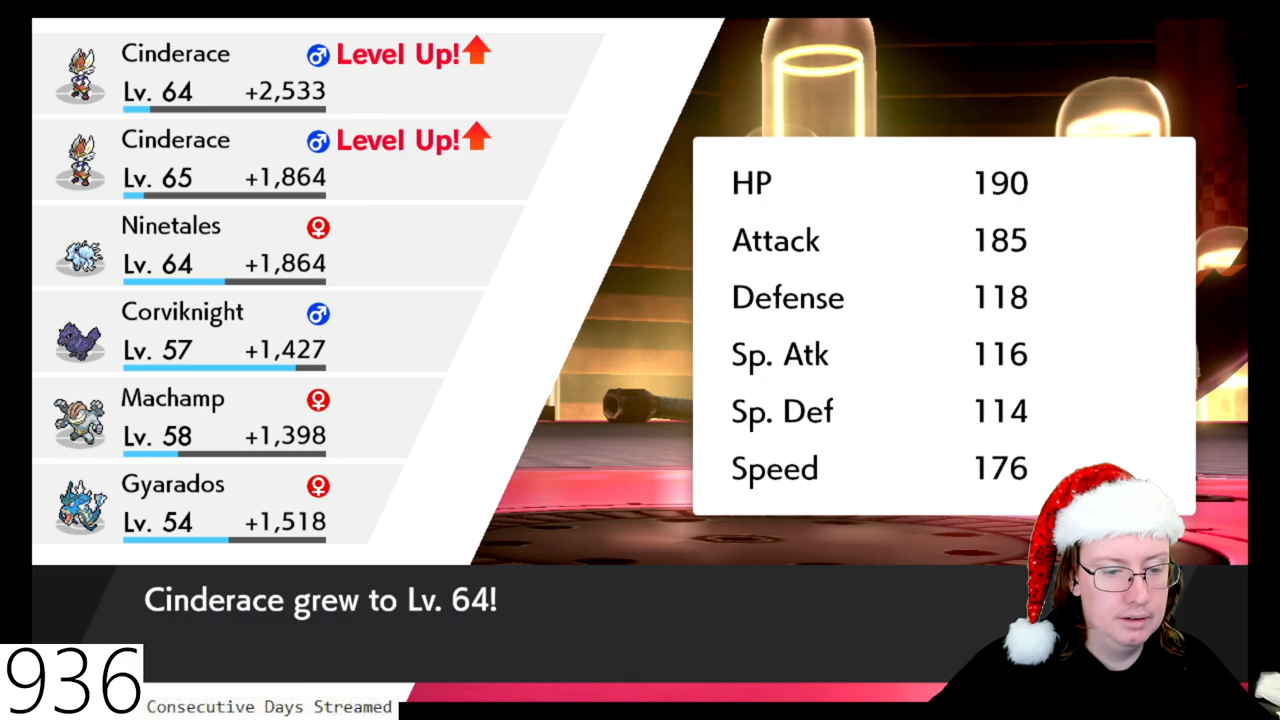 Cinderace ♂ Level Up!
Lv. 64 +2,533
Cinderace ♂ Level Up!
Lv. 65 +1,864
Ninetales ♀
Lv. 64 +1,864
Corviknight ♂
Lv. 57 +1,427
Machamp ♀
Lv. 58 +1,398
Gyarados ♀
Lv. 54 +1,518
HP 190
Attack 185
Defense 118
Sp. Atk 116
Sp. Def 114
Speed 176
Cinderace grew to Lv. 64!
936 Consecutive Days Streamed